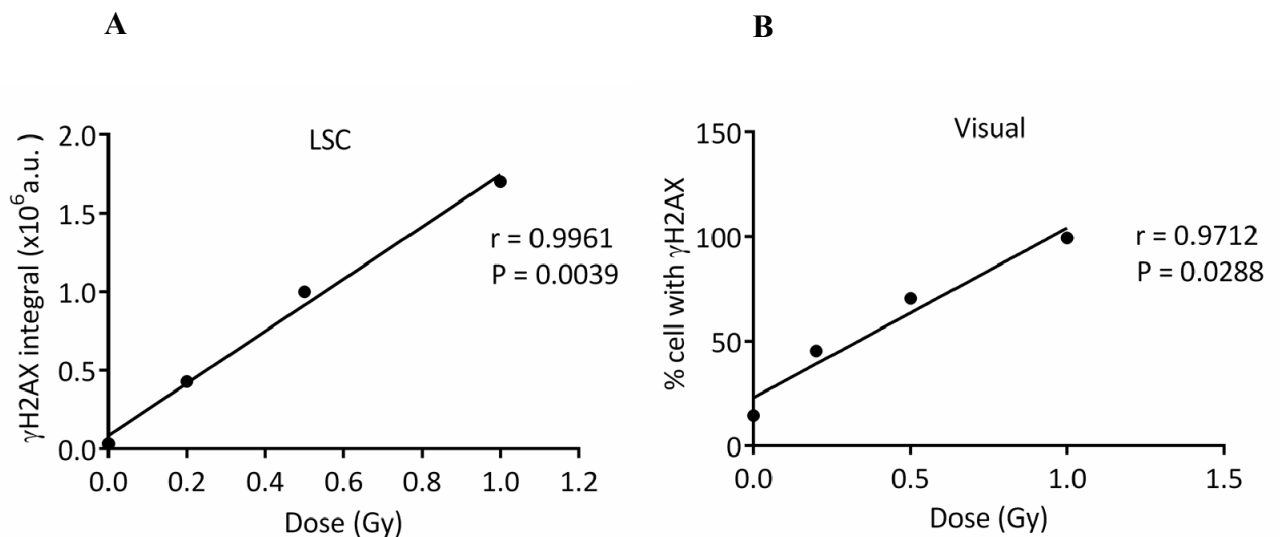 A
LSC
γH2AX integral (x10⁶a.u. )
2.0
1.5
1.0
0.5
0.0
r = 0.9961
P = 0.0039
0.0 0.2 0.4 0.6 0.8 1.0 1.2
Dose (Gy)
B
Visual
% cell with γH2AX
150
100
50
0
r = 0.9712
P = 0.0288
0.0 0.5 1.0 1.5
Dose (Gy)